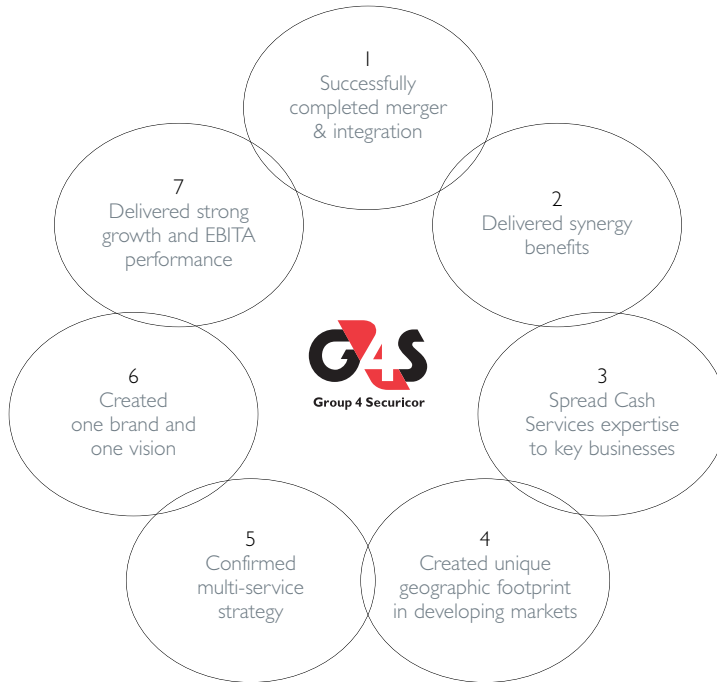 1
Successfully
completed merger
& integration
2
Delivered synergy
benefits
3
Spread Cash
Services expertise
to key businesses
4
Created unique
geographic footprint
in developing markets
5
Confirmed
multi-service
strategy
6
Created
one brand and
one vision
7
Delivered strong
growth and EBITA
performance
G4S
Group 4 Securicor